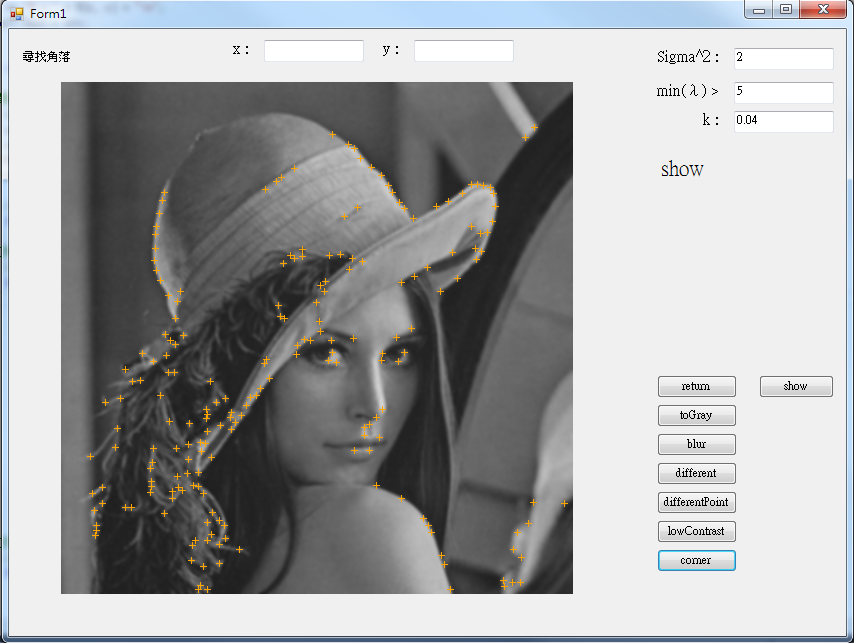 Form1
尋找角落
x :
y :
Sigma^2 :
2
min(λ) >
5
k :
0.04
show
return
show
toGray
blur
different
differentPoint
lowContrast
corner